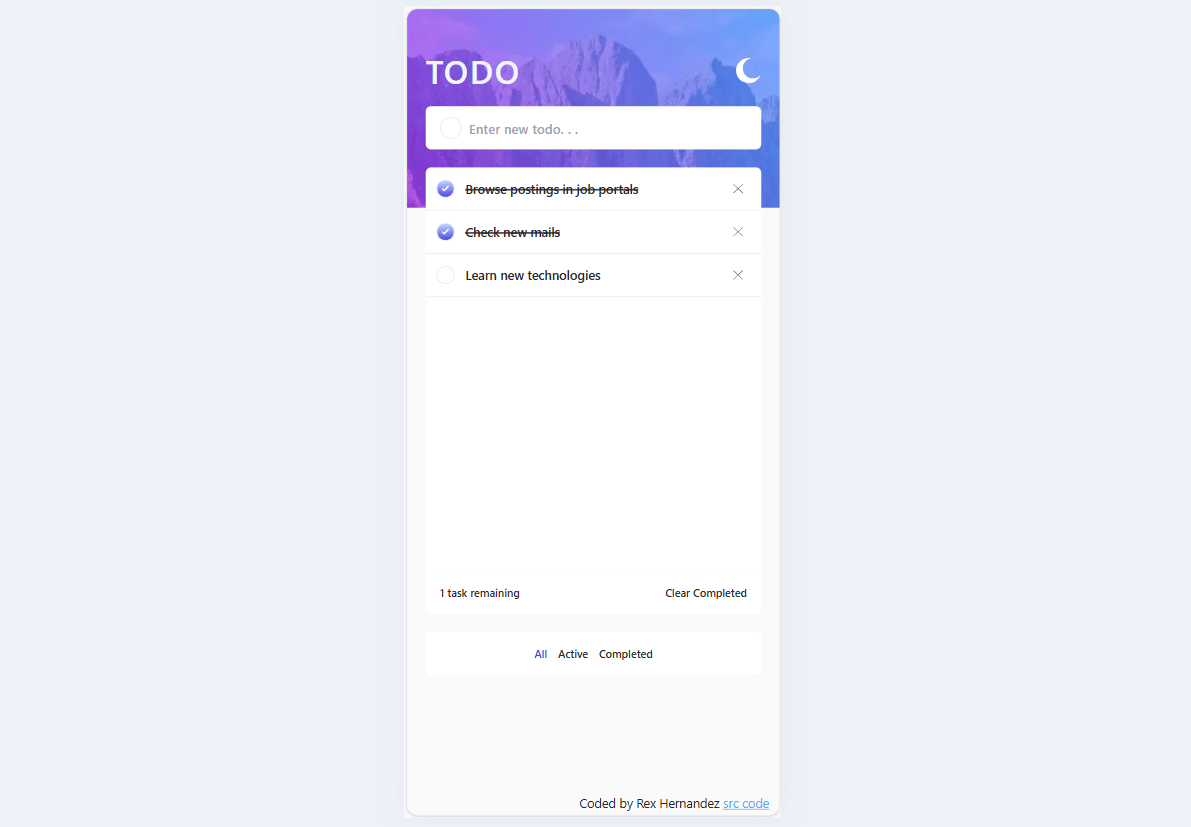 TODO
Enter new todo. . .
Browse postings in job portals
Check new mails
Learn new technologies
1 task remaining Clear Completed
All Active Completed
Coded by Rex Hernandez src code